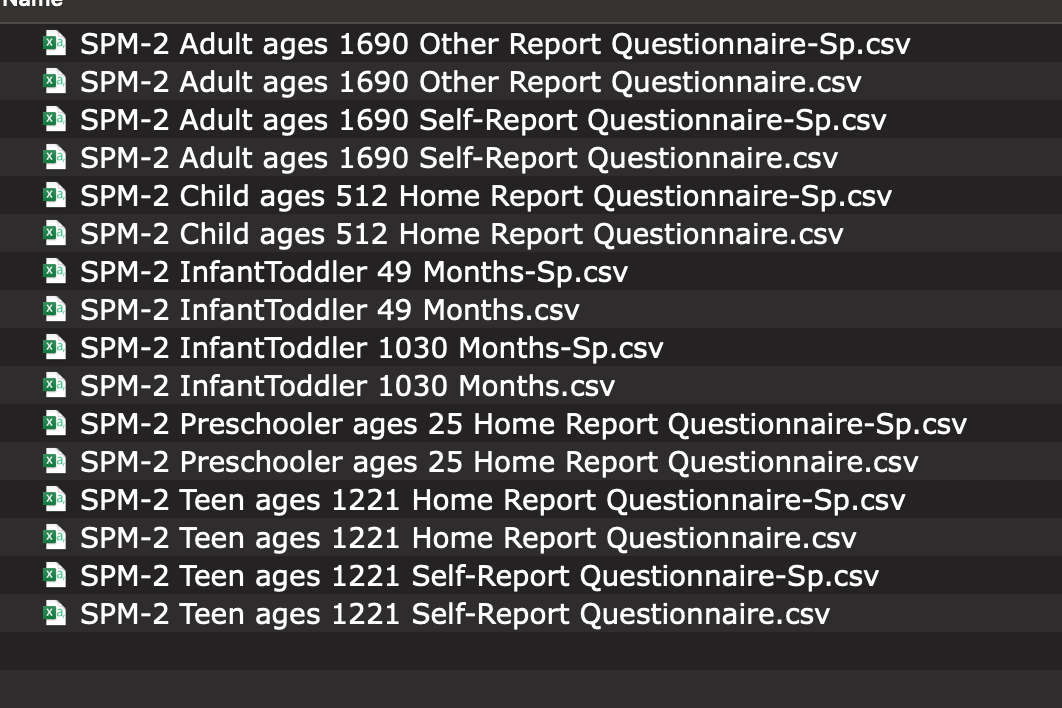 Name
SPM-2 Adult ages 1690 Other Report Questionnaire-Sp.csv
SPM-2 Adult ages 1690 Other Report Questionnaire.csv
SPM-2 Adult ages 1690 Self-Report Questionnaire-Sp.csv
SPM-2 Adult ages 1690 Self-Report Questionnaire.csv
SPM-2 Child ages 512 Home Report Questionnaire-Sp.csv
SPM-2 Child ages 512 Home Report Questionnaire.csv
SPM-2 InfantToddler 49 Months-Sp.csv
SPM-2 InfantToddler 49 Months.csv
SPM-2 InfantToddler 1030 Months-Sp.csv
SPM-2 InfantToddler 1030 Months.csv
SPM-2 Preschooler ages 25 Home Report Questionnaire-Sp.csv
SPM-2 Preschooler ages 25 Home Report Questionnaire.csv
SPM-2 Teen ages 1221 Home Report Questionnaire-Sp.csv
SPM-2 Teen ages 1221 Home Report Questionnaire.csv
SPM-2 Teen ages 1221 Self-Report Questionnaire-Sp.csv
SPM-2 Teen ages 1221 Self-Report Questionnaire.csv